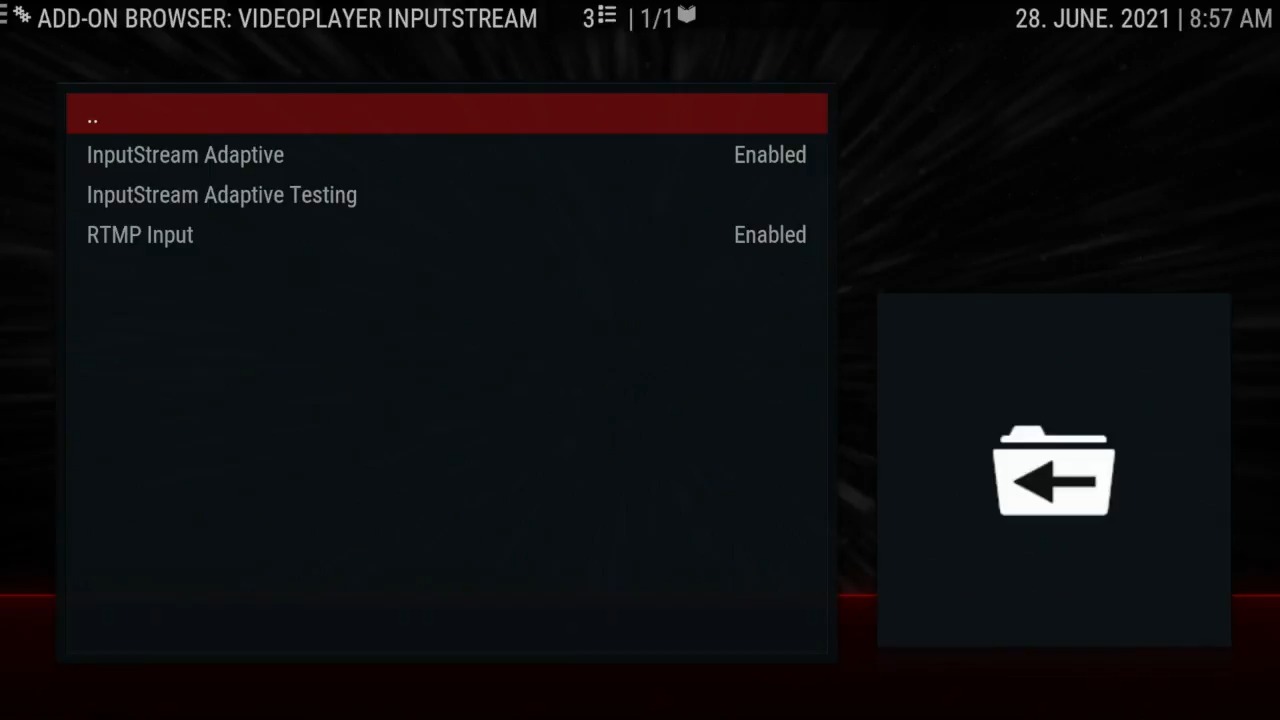 ADD-ON BROWSER: VIDEOPLAYER INPUTSTREAM 3 | 1/1 28. JUNE. 2021 | 8:57 AM
..
InputStream Adaptive Enabled
InputStream Adaptive Testing
RTMP Input Enabled